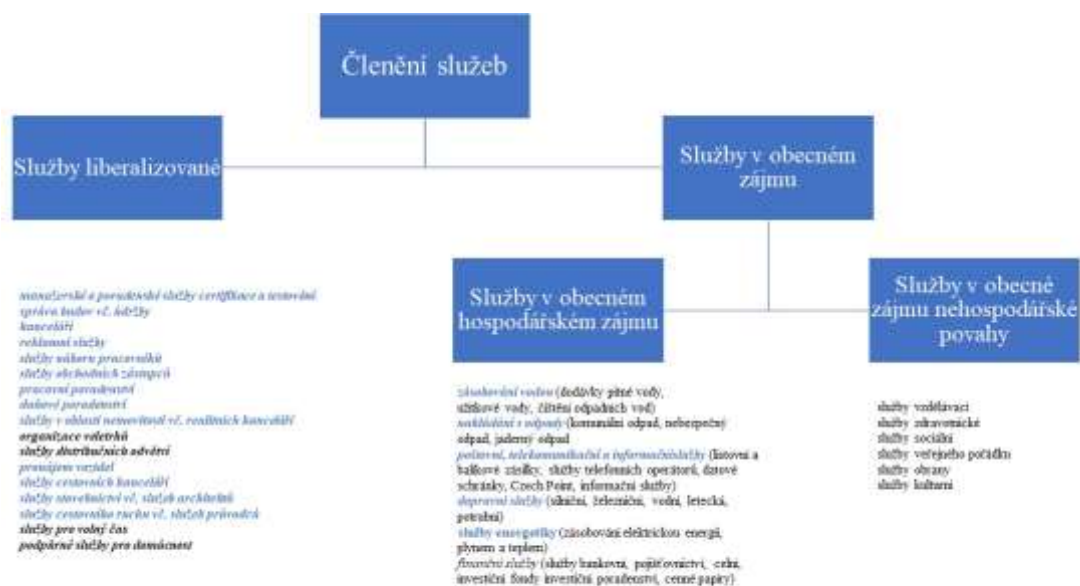 Členění služeb
Služby liberalizované
Služby v obecném
zájmu
Služby v obecném
hospodářském zájmu
Služby v obecné
zájmu nehospodářské
povahy
manažerské a poradenské služby certifikace a testování
správa budov vč. údržby
kanceláří
reklamní služby
služby náboru pracovníků
služby obchodních zástupců
pracovní poradenství
daňové poradenství
služby v oblasti nemovitostí vč. realitních kanceláří
organizace veletrhů
služby distribučních odvětví
pronájem vozidel
služby cestovních kanceláří
služby stavebnictví vč. služeb architektů
služby cestovního ruchu vč. služeb průvodců
služby pro volný čas
podpůrné služby pro domácnost
zásobování vodou (dodávky pitné vody,
užitkové vody, čištění odpadních vod)
nakládání s odpady (komunální odpad, nebezpečný
odpad, jaderný odpad
poštovní, telekomunikační a informační služby (listovní a
balíkové zásilky, služby telefonních operátorů, datové
schránky, Czech Point, informační služby)
dopravní služby (silniční, železniční, vodní, letecká,
potrubní)
služby energetiky (zásobování elektrickou energií,
plynem a teplem)
finanční služby (služby bankovní, pojišťovnictví, celní,
investiční fondy investiční poradenství, cenné papíry)
služby vzdělávací
služby zdravotnické
služby sociální
služby veřejného pořádku
služby obrany
služby kulturní